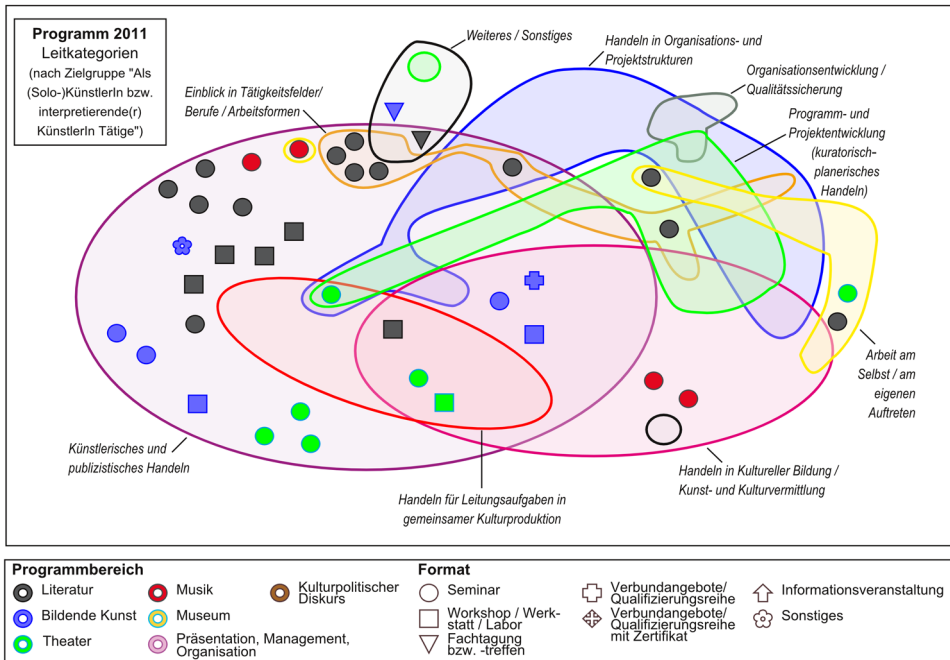 Programm 2011
Leitkategorien
(nach Zielgruppe "Als
(Solo-)KünstlerIn bzw.
interpretierende(r)
KünstlerIn Tätige")
Weiteres / Sonstiges
Handeln in Organisations- und
Projektstrukturen
Organisationsentwicklung /
Qualitätssicherung
Einblick in Tätigkeitsfelder/
Berufe / Arbeitsformen
Programm- und
Projektentwicklung
(kuratorisch-
planerisches
Handeln)
Arbeit am
Selbst / am
eigenen
Auftreten
Künstlerisches und
publizistisches Handeln
Handeln für Leitungsaufgaben in
gemeinsamer Kulturproduktion
Handeln in Kultureller Bildung /
Kunst- und Kulturvermittlung
Programmbereich
Literatur
Bildende Kunst
Theater
Musik
Museum
Präsentation, Management,
Organisation
Kulturpolitischer
Diskurs
Format
Seminar
Workshop / Werk-
statt / Labor
Fachtagung
bzw. -treffen
Verbundangebote/
Qualifizierungsreihe
Verbundangebote/
Qualifizierungsreihe
mit Zertifikat
Informationsveranstaltung
Sonstiges